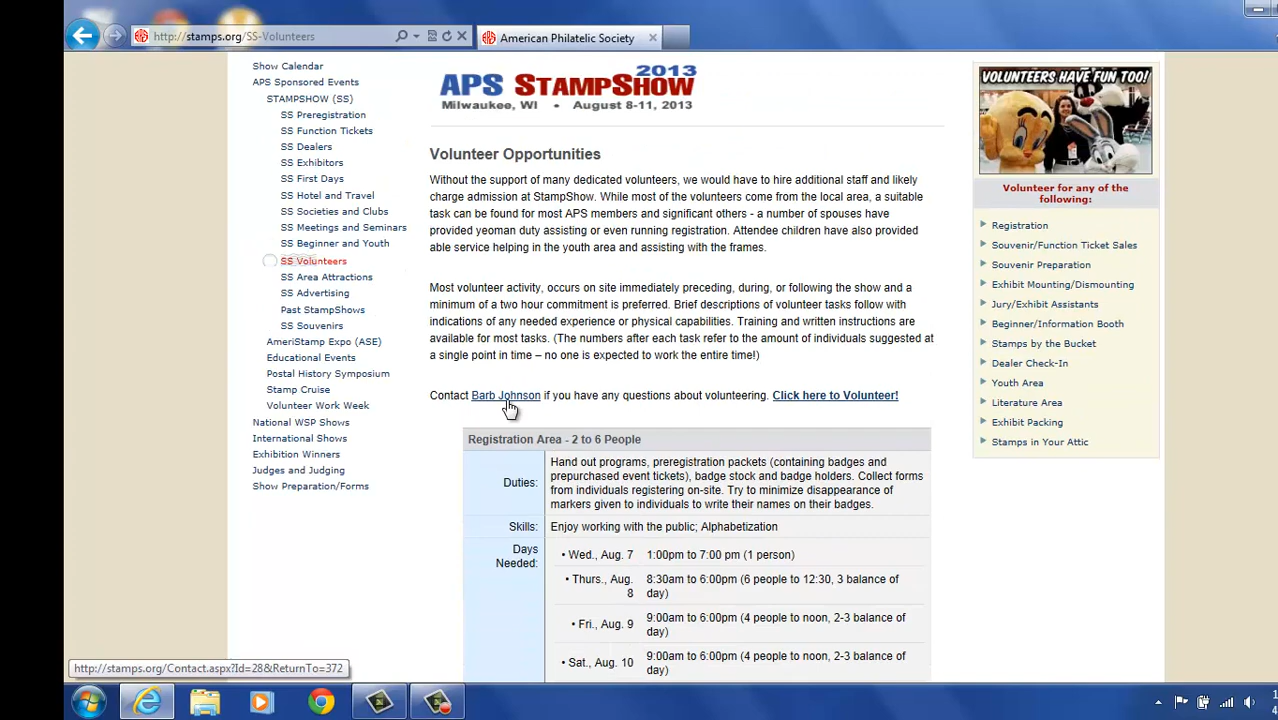 http://stamps.org/SS-Volunteers
American Philatelic Society
Show Calendar
APS Sponsored Events
STAMPSHOW (SS)
SS Preregistration
SS Function Tickets
SS Dealers
SS Exhibitors
SS First Days
SS Hotel and Travel
SS Societies and Clubs
SS Meetings and Seminars
SS Beginner and Youth
SS Volunteers
SS Area Attractions
SS Advertising
Past StampShows
SS Souvenirs
AmeriStamp Expo (ASE)
Educational Events
Postal History Symposium
Stamp Cruise
Volunteer Work Week
National WSP Shows
International Shows
Exhibition Winners
Judges and Judging
Show Preparation/Forms
2013
APS STAMPSHOW
Milwaukee, WI • August 8-11, 2013
Volunteer Opportunities
Without the support of many dedicated volunteers, we would have to hire additional staff and likely
charge admission at StampShow. While most of the volunteers come from the local area, a suitable
task can be found for most APS members and significant others - a number of spouses have
provided yeoman duty assisting or even running registration. Attendee children have also provided
able service helping in the youth area and assisting with the frames.
Most volunteer activity, occurs on site immediately preceding, during, or following the show and a
minimum of a two hour commitment is preferred. Brief descriptions of volunteer tasks follow with
indications of any needed experience or physical capabilities. Training and written instructions are
available for most tasks. (The numbers after each task refer to the amount of individuals suggested at
a single point in time – no one is expected to work the entire time!)
Contact Barb Johnson if you have any questions about volunteering. Click here to Volunteer!
Registration Area - 2 to 6 People
Duties:
Hand out programs, preregistration packets (containing badges and
prepurchased event tickets), badge stock and badge holders. Collect forms
from individuals registering on-site. Try to minimize disappearance of
markers given to individuals to write their names on their badges.
Skills: Enjoy working with the public; Alphabetization
Days
Needed:
• Wed., Aug. 7 1:00pm to 7:00 pm (1 person)
• Thurs., Aug.
8
8:30am to 6:00pm (6 people to 12:30, 3 balance of
day)
• Fri., Aug. 9
9:00am to 6:00pm (4 people to noon, 2-3 balance of
day)
• Sat., Aug. 10
9:00am to 6:00pm (4 people to noon, 2-3 balance of
day)
VOLUNTEERS HAVE FUN TOO!
Volunteer for any of the
following:
Registration
Souvenir/Function Ticket Sales
Souvenir Preparation
Exhibit Mounting/Dismounting
Jury/Exhibit Assistants
Beginner/Information Booth
Stamps by the Bucket
Dealer Check-In
Youth Area
Literature Area
Exhibit Packing
Stamps in Your Attic
http://stamps.org/Contact.aspx?Id=28&ReturnTo=372